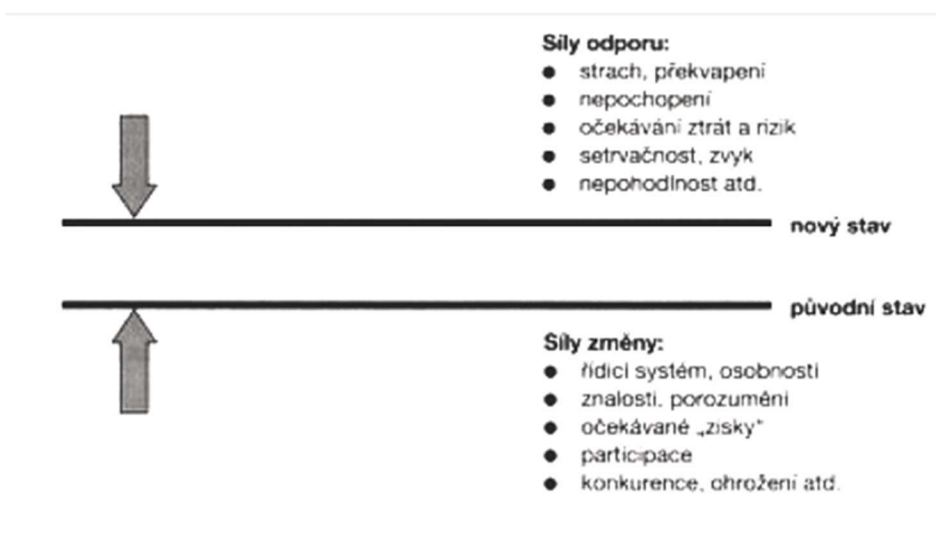 Síly odporu:
● strach, překvapení
● nepochopení
● očekávání ztrát a rizik
● setrvačnost, zvyk
● nepohodlnost atd.
nový stav
původní stav
Síly změny:
● řídicí systém, osobnosti
● znalosti, porozumění
● očekávané „zisky“
● participace
● konkurence, ohrožení atd.